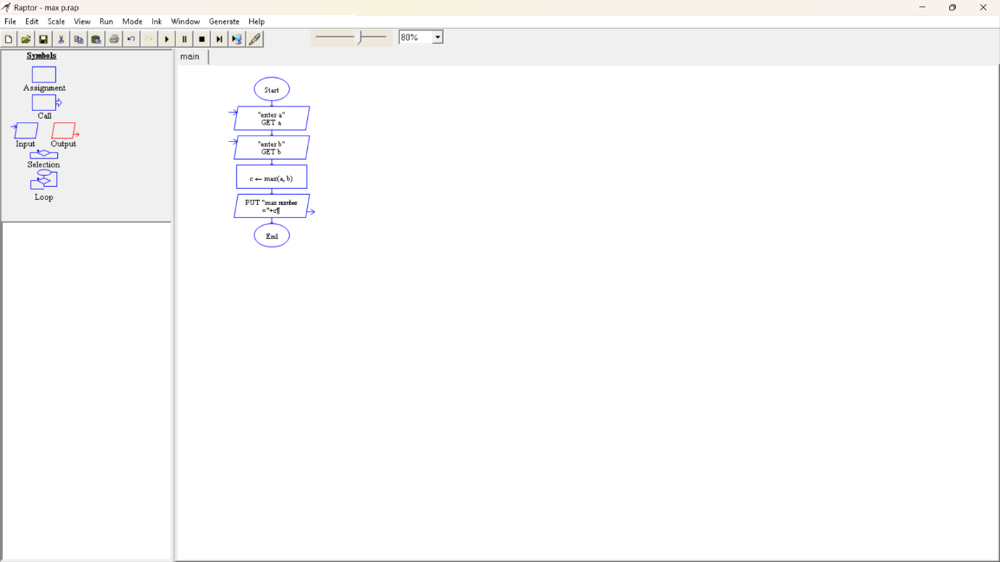 Raptor - max p.rap
File Edit Scale View Run Mode Ink Window Generate Help
80%
Symbols
Assignment
Call
Input Output
Selection
Loop
main
Start
"enter a"
GET a
"enter b"
GET b
c ← max(a, b)
PUT "max number
="+c¶
End